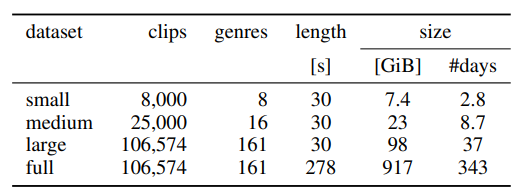 dataset clips genres length size
[s] [GiB] #days
small 8,000 8 30 7.4 2.8
medium 25,000 16 30 23 8.7
large 106,574 161 30 98 37
full 106,574 161 278 917 343